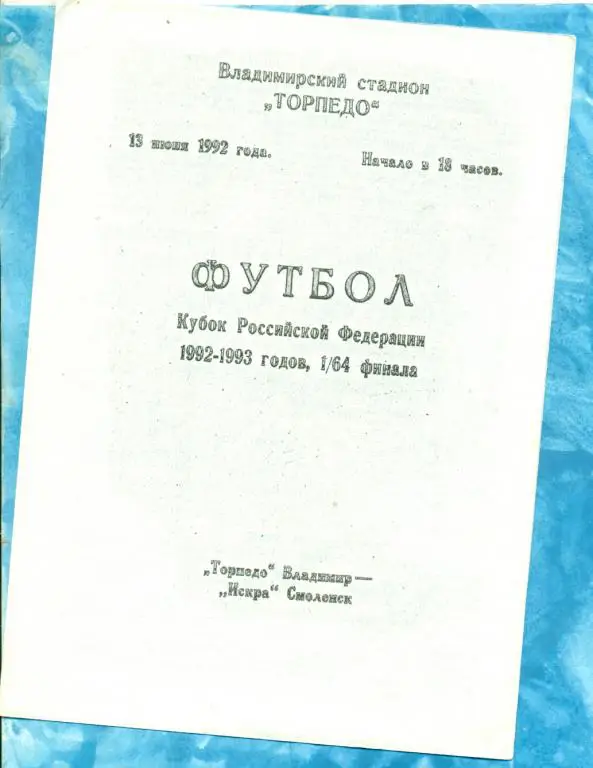 Владимирский стадион
„ТОРПЕДО“
13 июня 1992 года. Начало в 18 часов.
ФУТБОЛ
Кубок Российской Федерации
1992-1993 годов, 1/64 финала
„Торпедо“ Владимир —
„Искра“ Смоленск